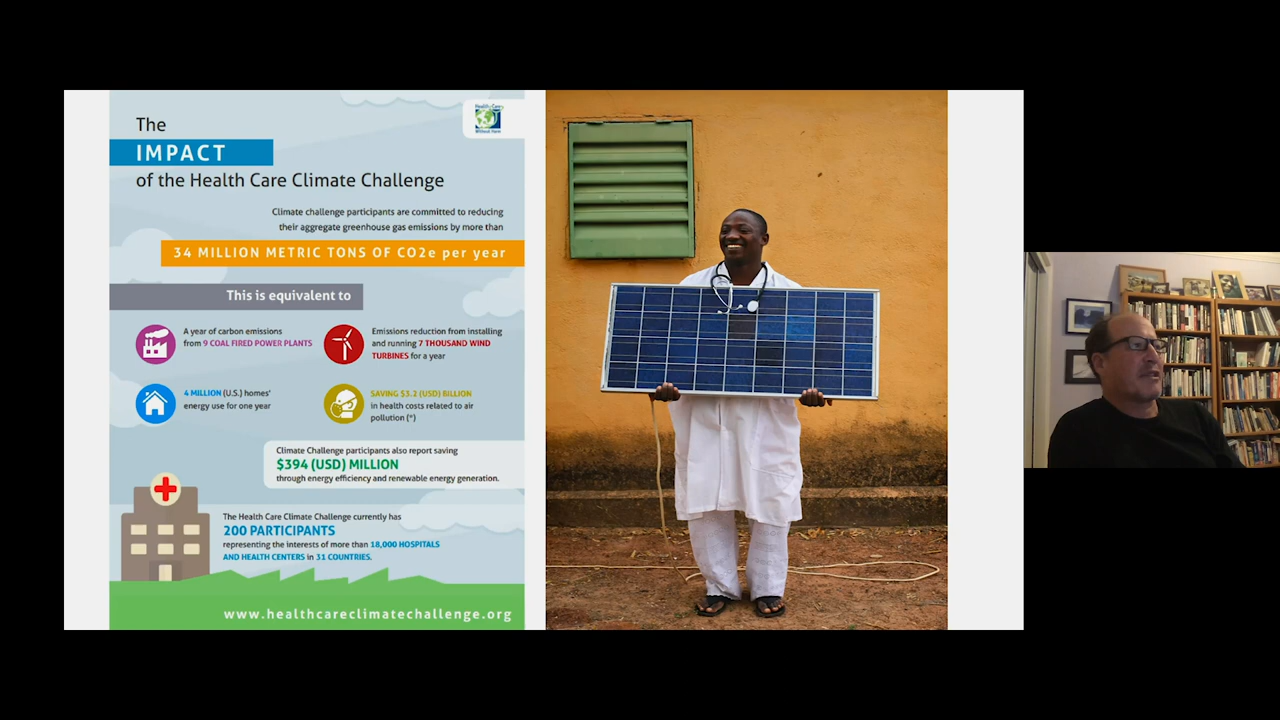 The
IMPACT
of the Health Care Climate Challenge
Health Care
Without Harm
Climate challenge participants are committed to reducing
their aggregate greenhouse gas emissions by more than
34 MILLION METRIC TONS OF CO2e per year
This is equivalent to
A year of carbon emissions
from 9 COAL FIRED POWER PLANTS
Emissions reduction from installing
and running 7 THOUSAND WIND
TURBINES for a year
4 MILLION (U.S.) homes'
energy use for one year
SAVING $3.2 (USD) BILLION
in health costs related to air
pollution (*)
Climate Challenge participants also report saving
$394 (USD) MILLION
through energy efficiency and renewable energy generation.
The Health Care Climate Challenge currently has
200 PARTICIPANTS
representing the interests of more than 18,000 HOSPITALS
AND HEALTH CENTERS in 31 COUNTRIES.
www.healthcareclimatechallenge.org